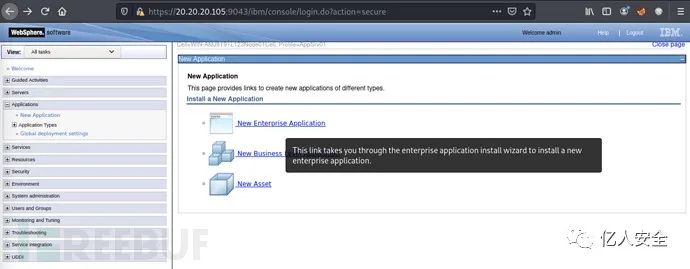 https://20.20.20.105:9043/ibm/console/login.do?action=secure
WebSphere. software
Welcome admin
Help | Logout
IBM.
View: All tasks
Cell=WIN-AMJ8T97L123Node01Cell, Profile=AppSrv01
Close page
Welcome
Guided Activities
Servers
Applications
New Application
Application Types
Global deployment settings
Services
Resources
Security
Environment
System administration
Users and Groups
Monitoring and Tuning
Troubleshooting
Service integration
UDDI
New Application
New Application
This page provides links to create new applications of different types.
Install a New Application
New Enterprise Application
New Business
New Asset
This link takes you through the enterprise application install wizard to install a new
enterprise application.
REEBUF
亿人安全